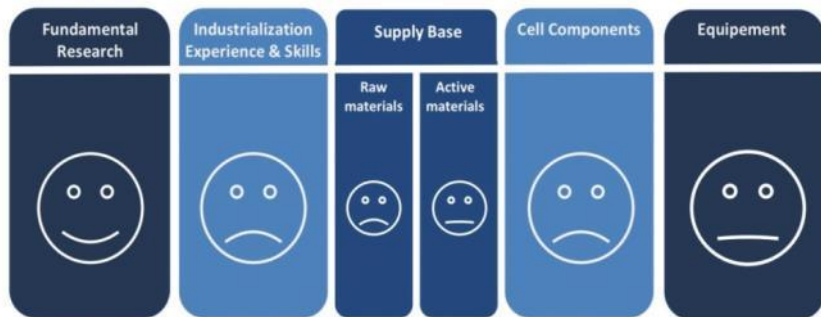 Fundamental
Research
Industrialization
Experience & Skills
Supply Base
Raw
materials
Active
materials
Cell Components
Equipement